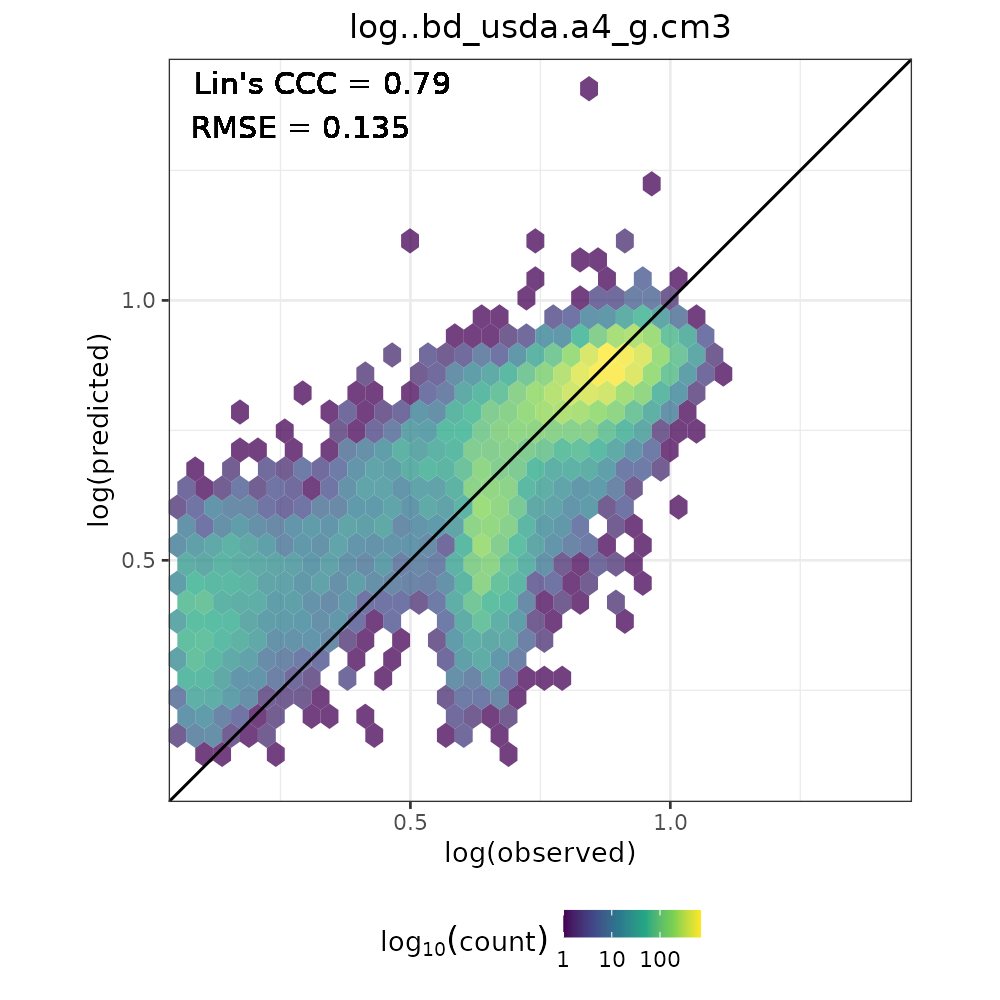 log..bd_usda.a4_g.cm3
Lin's CCC = 0.79
RMSE = 0.135
log(predicted)
1.0
0.5
0.5 1.0
log(observed)
log₁₀(count)
1 10 100